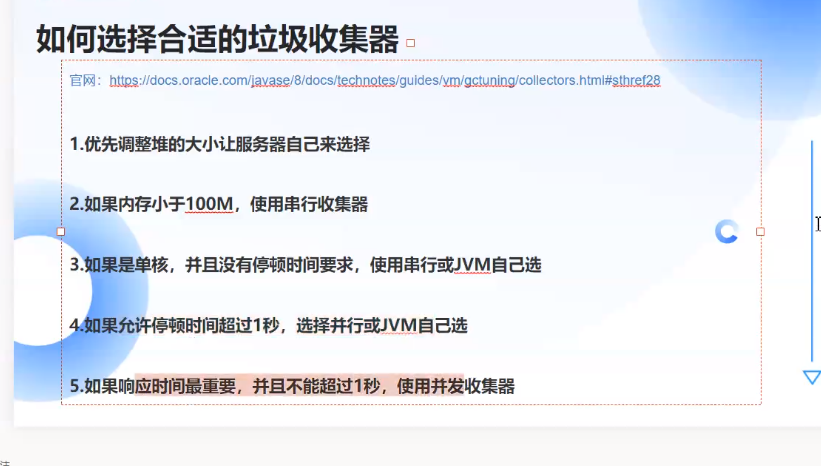 如何选择合适的垃圾收集器
官网：https://docs.oracle.com/javase/8/docs/technotes/guides/vm/gctuning/collectors.html#sthref28
1.优先调整堆的大小让服务器自己来选择
2.如果内存小于100M，使用串行收集器
3.如果是单核，并且没有停顿时间要求，使用串行或JVM自己选
4.如果允许停顿时间超过1秒，选择并行或JVM自己选
5.如果响应时间最重要，并且不能超过1秒，使用并发收集器